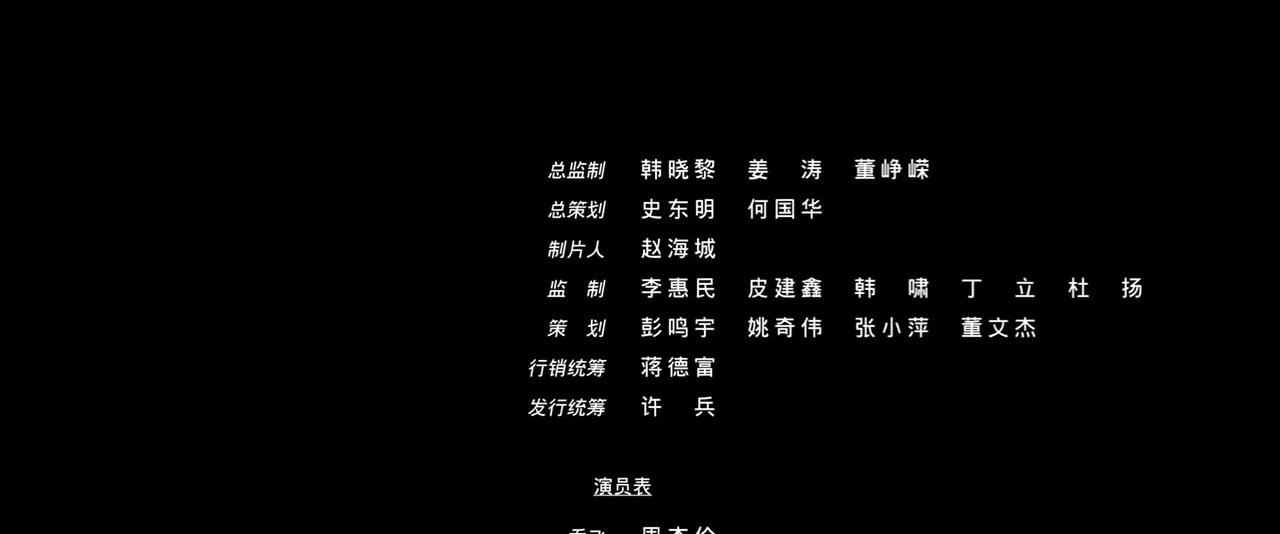 总监制 韩晓黎 姜涛 董峥嵘
总策划 史东明 何国华
制片人 赵海城
监制 李惠民 皮建鑫 韩啸 丁立 杜扬
策划 彭鸣宇 姚奇伟 张小萍 董文杰
行销统筹 蒋德富
发行统筹 许兵
演员表